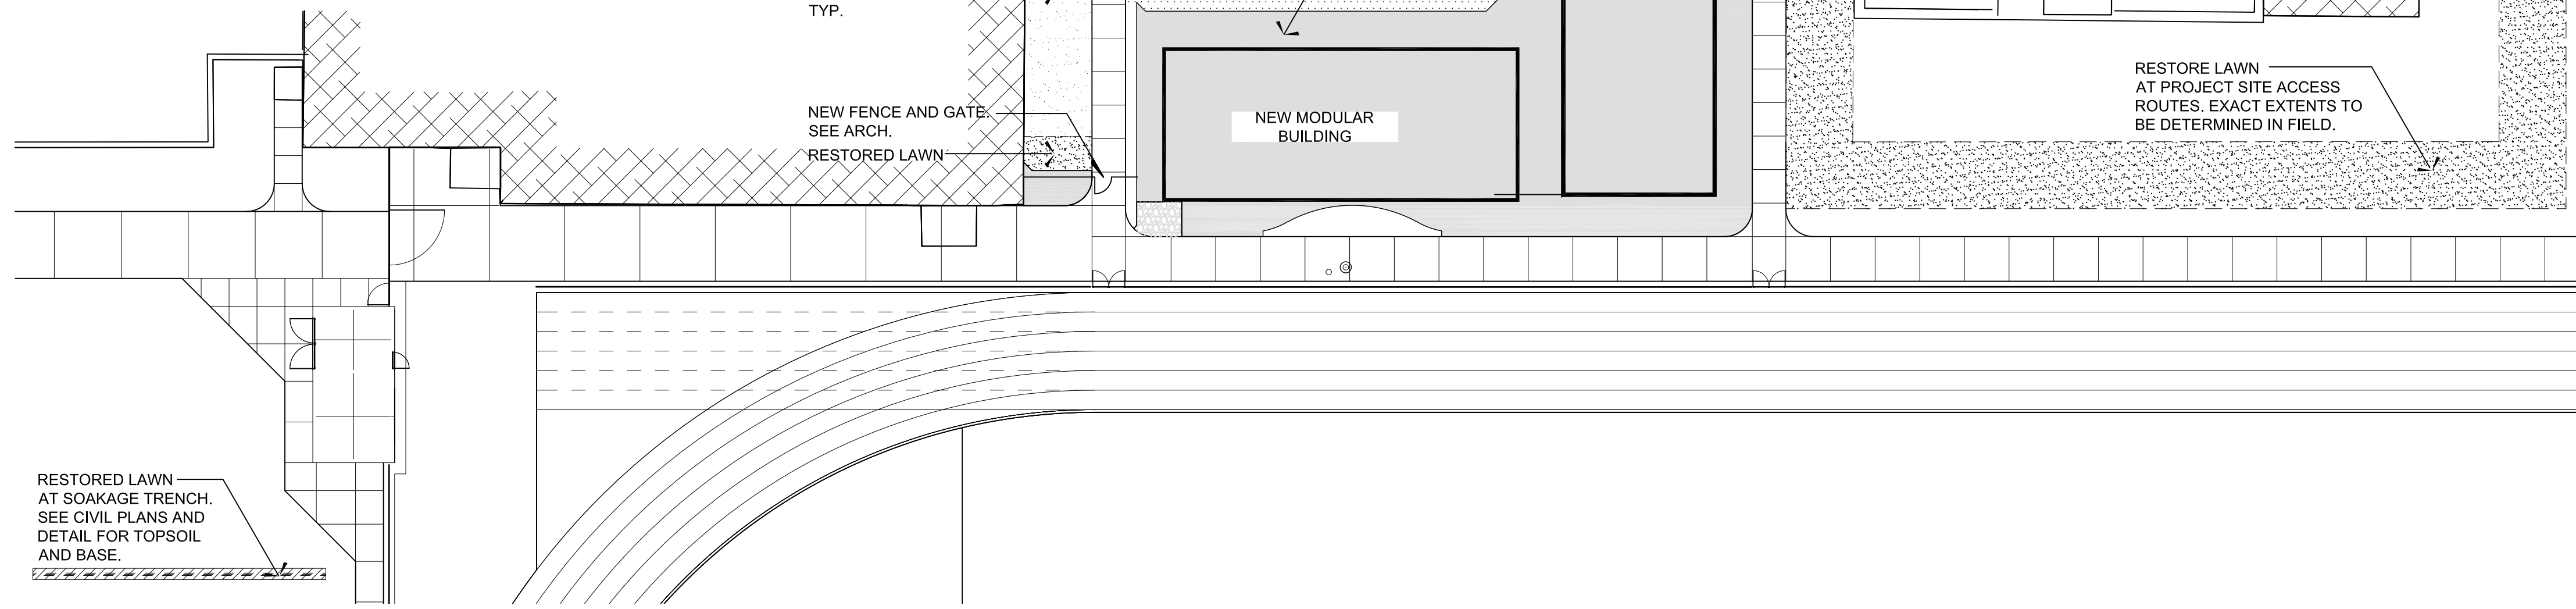 TYP.
NEW FENCE AND GATE.
SEE ARCH.
RESTORED LAWN
NEW MODULAR
BUILDING
RESTORE LAWN
AT PROJECT SITE ACCESS
ROUTES. EXACT EXTENTS TO
BE DETERMINED IN FIELD.
RESTORED LAWN
AT SOAKAGE TRENCH.
SEE CIVIL PLANS AND
DETAIL FOR TOPSOIL
AND BASE.